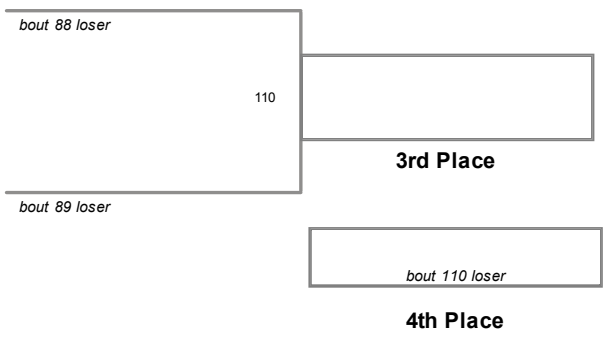 bout 88 loser
110
3rd Place
bout 89 loser
bout 110 loser
4th Place